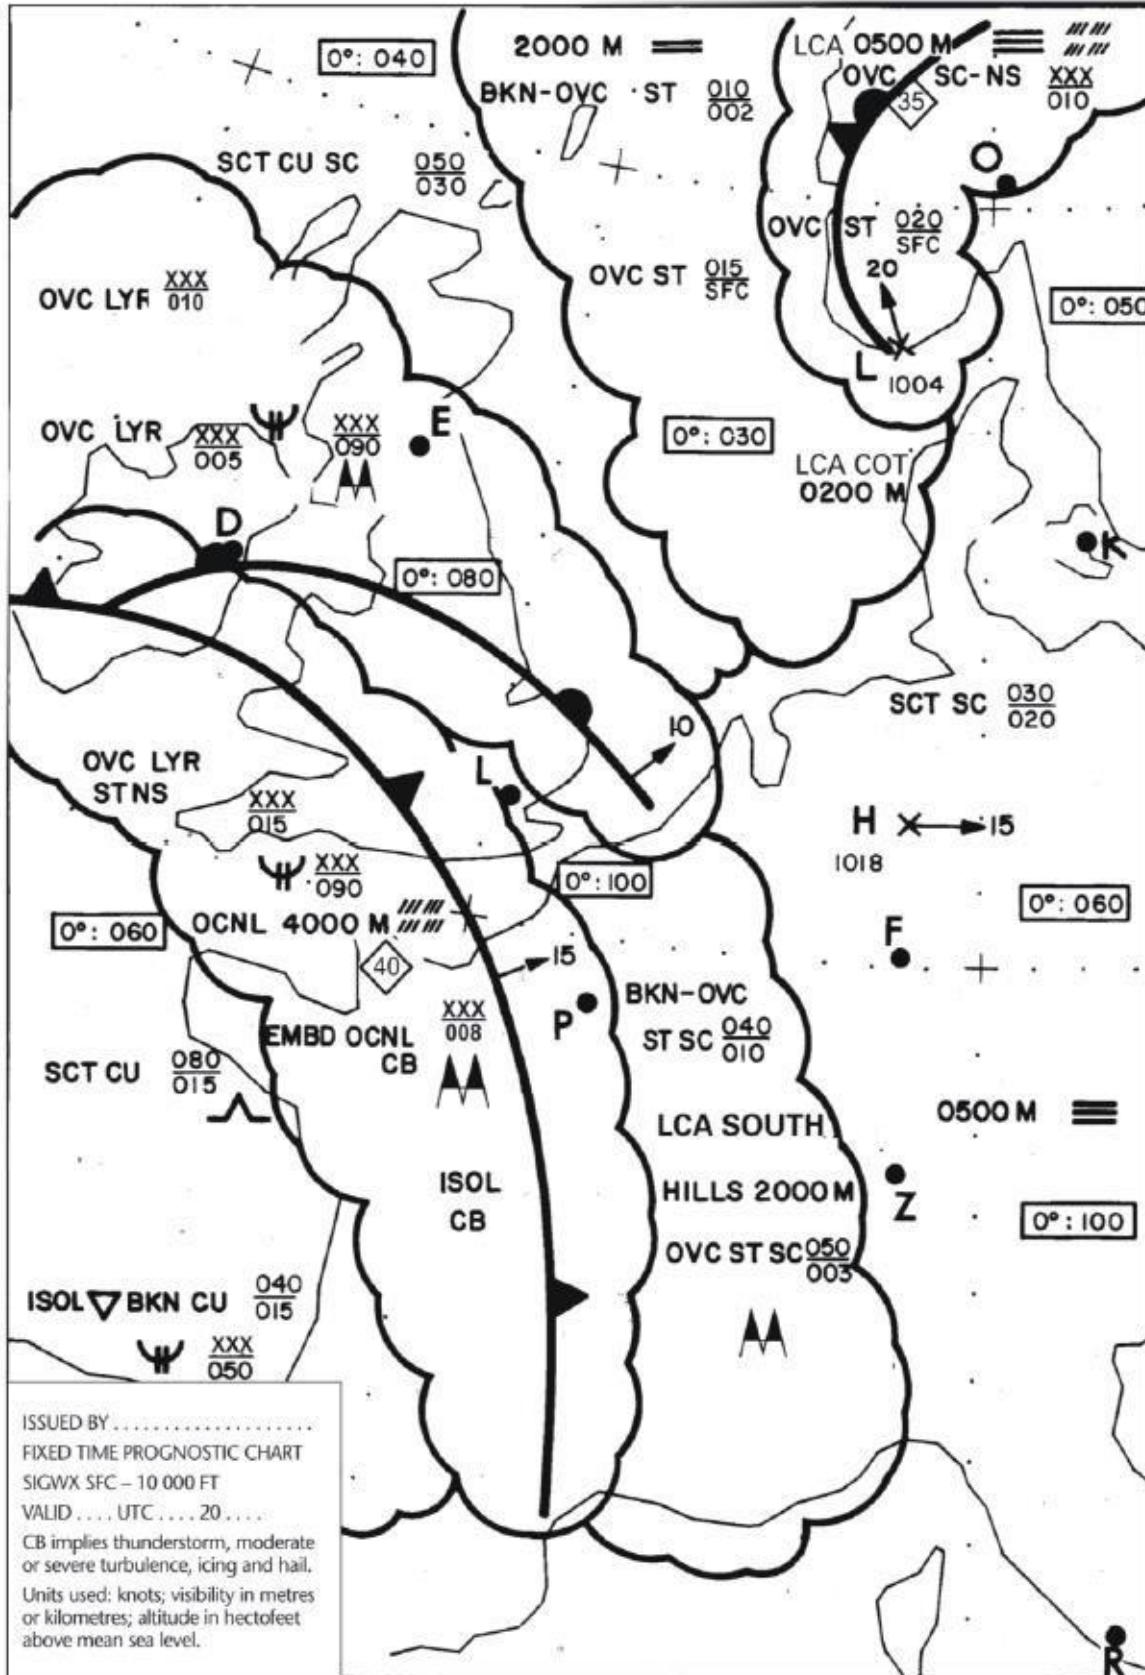 0°: 040
2000 M
BKN-OVC ST 010
002
LCA 0500 M
OVC SC-NS XXX
010
35
SCT CU SC 050
030
O
OVC ST 020
SFC
20
OVC LYR XXX
010
OVC ST 015
SFC
0°: 050
L 1004
OVC LYR XXX
005
XXX
090
E
0°: 030
LCA COT
0200 M
D
K
0°: 080
SCT SC 030
020
10
OVC LYR
ST NS
XXX
015
L
H
15
1018
XXX
090
0°: 100
0°: 060
0°: 060
OCNL 4000 M
40
15
F
P
BKN-OVC
ST SC 040
010
EMBD OCNL
CB
XXX
008
SCT CU 080
015
0500 M
LCA SOUTH
HILLS 2000 M
Z
ISOL
CB
0°: 100
OVC ST SC 050
003
ISOL BKN CU 040
015
XXX
050
ISSUED BY ....................
FIXED TIME PROGNOSTIC CHART
SIGWX SFC – 10 000 FT
VALID .... UTC .... 20 ....
CB implies thunderstorm, moderate
or severe turbulence, icing and hail.
Units used: knots; visibility in metres
or kilometres; altitude in hectofeet
above mean sea level.
R